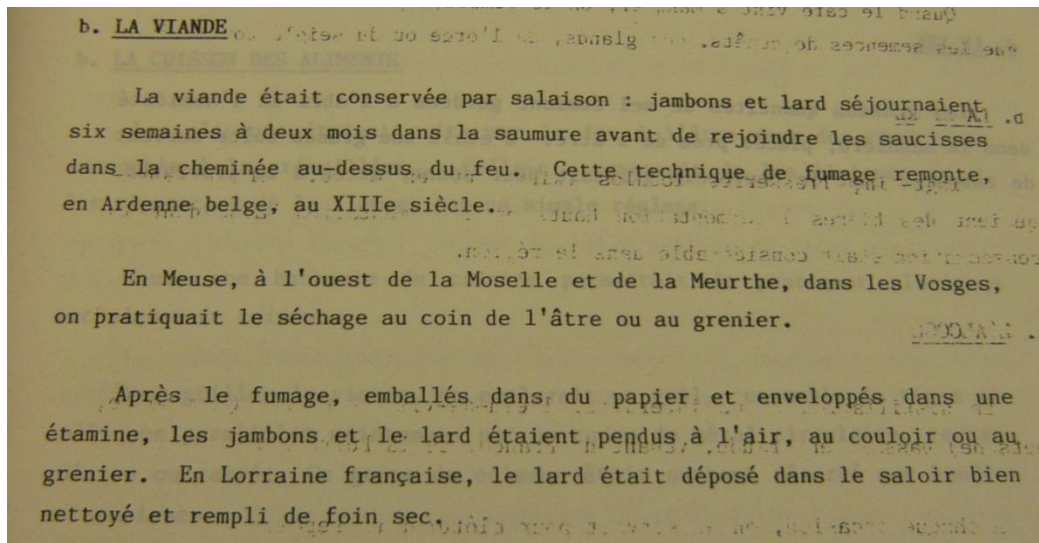 b. LA VIANDE
La viande était conservée par salaison : jambons et lard séjournaient
six semaines à deux mois dans la saumure avant de rejoindre les saucisses
dans la cheminée au-dessus du feu. Cette technique de fumage remonte,
en Ardenne belge, au XIIIe siècle.
En Meuse, à l'ouest de la Moselle et de la Meurthe, dans les Vosges,
on pratiquait le séchage au coin de l'âtre ou au grenier.
Après le fumage, emballés dans du papier et enveloppés dans une
étamine, les jambons et le lard étaient pendus à l'air, au couloir ou au
grenier. En Lorraine française, le lard était déposé dans le saloir bien
nettoyé et rempli de foin sec.